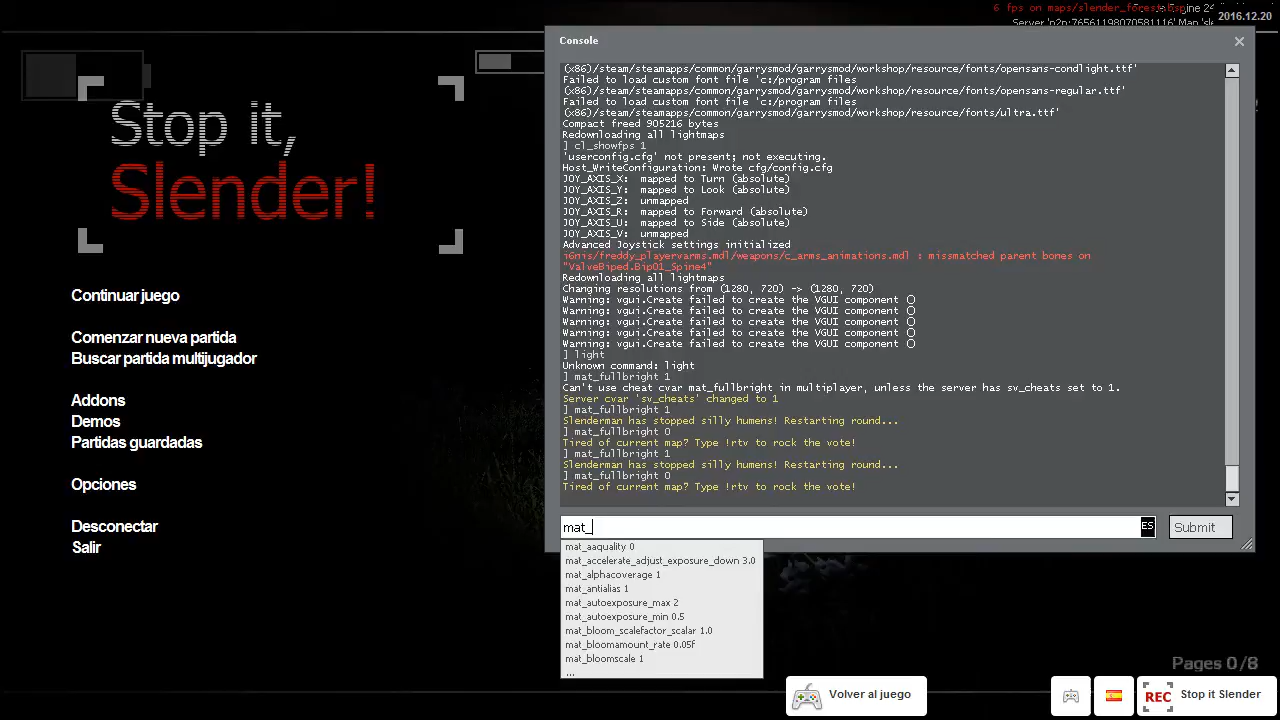 6 fps on maps/slender_forest.bsp
2016.12.20
Server 'p2p:76561198070581116' Map 'sle
Console
(x86)/steam/steamapps/common/garrysmod/garrysmod/workshop/resource/fonts/opensans-condlight.ttf'
Failed to load custom font file 'c:/program files
(x86)/steam/steamapps/common/garrysmod/garrysmod/workshop/resource/fonts/opensans-regular.ttf'
Failed to load custom font file 'c:/program files
(x86)/steam/steamapps/common/garrysmod/garrysmod/workshop/resource/fonts/ultra.ttf'
Compact freed 905216 bytes
Redownloading all lightmaps
] cl_showfps 1
'userconfig.cfg' not present; not executing.
Host_WriteConfiguration: Wrote cfg/config.cfg
JOY_AXIS_X:  mapped to Turn (absolute)
JOY_AXIS_Y:  mapped to Look (absolute)
JOY_AXIS_Z:  unmapped
JOY_AXIS_R:  mapped to Forward (absolute)
JOY_AXIS_U:  mapped to Side (absolute)
JOY_AXIS_V:  unmapped
Advanced Joystick settings initialized
/freddy_playervarms.mdl/weapons/c_arms_animations.mdl : missmatched parent bones on
"ValveBiped.Bip01_Spine4"
Redownloading all lightmaps
Changing resolutions from (1280, 720) -> (1280, 720)
Warning: vgui.Create failed to create the VGUI component ()
Warning: vgui.Create failed to create the VGUI component ()
Warning: vgui.Create failed to create the VGUI component ()
Warning: vgui.Create failed to create the VGUI component ()
Warning: vgui.Create failed to create the VGUI component ()
] light
Unknown command: light
] mat_fullbright 1
Can't use cheat cvar mat_fullbright in multiplayer, unless the server has sv_cheats set to 1.
Server cvar 'sv_cheats' changed to 1
] mat_fullbright 1
Slenderman has stopped silly humens! Restarting round...
] mat_fullbright 0
Tired of current map? Type !rtv to rock the vote!
] mat_fullbright 1
Slenderman has stopped silly humens! Restarting round...
] mat_fullbright 0
Tired of current map? Type !rtv to rock the vote!
mat_
ES
Submit
mat_aaquality 0
mat_accelerate_adjust_exposure_down 3.0
mat_alphacoverage 1
mat_antialias 1
mat_autoexposure_max 2
mat_autoexposure_min 0.5
mat_bloom_scalefactor_scalar 1.0
mat_bloomamount_rate 0.05f
mat_bloomscale 1
...
Stop it,
Slender!
Continuar juego
Comenzar nueva partida
Buscar partida multijugador
Addons
Demos
Partidas guardadas
Opciones
Desconectar
Salir
Pages 0/8
Volver al juego
REC
Stop it Slender